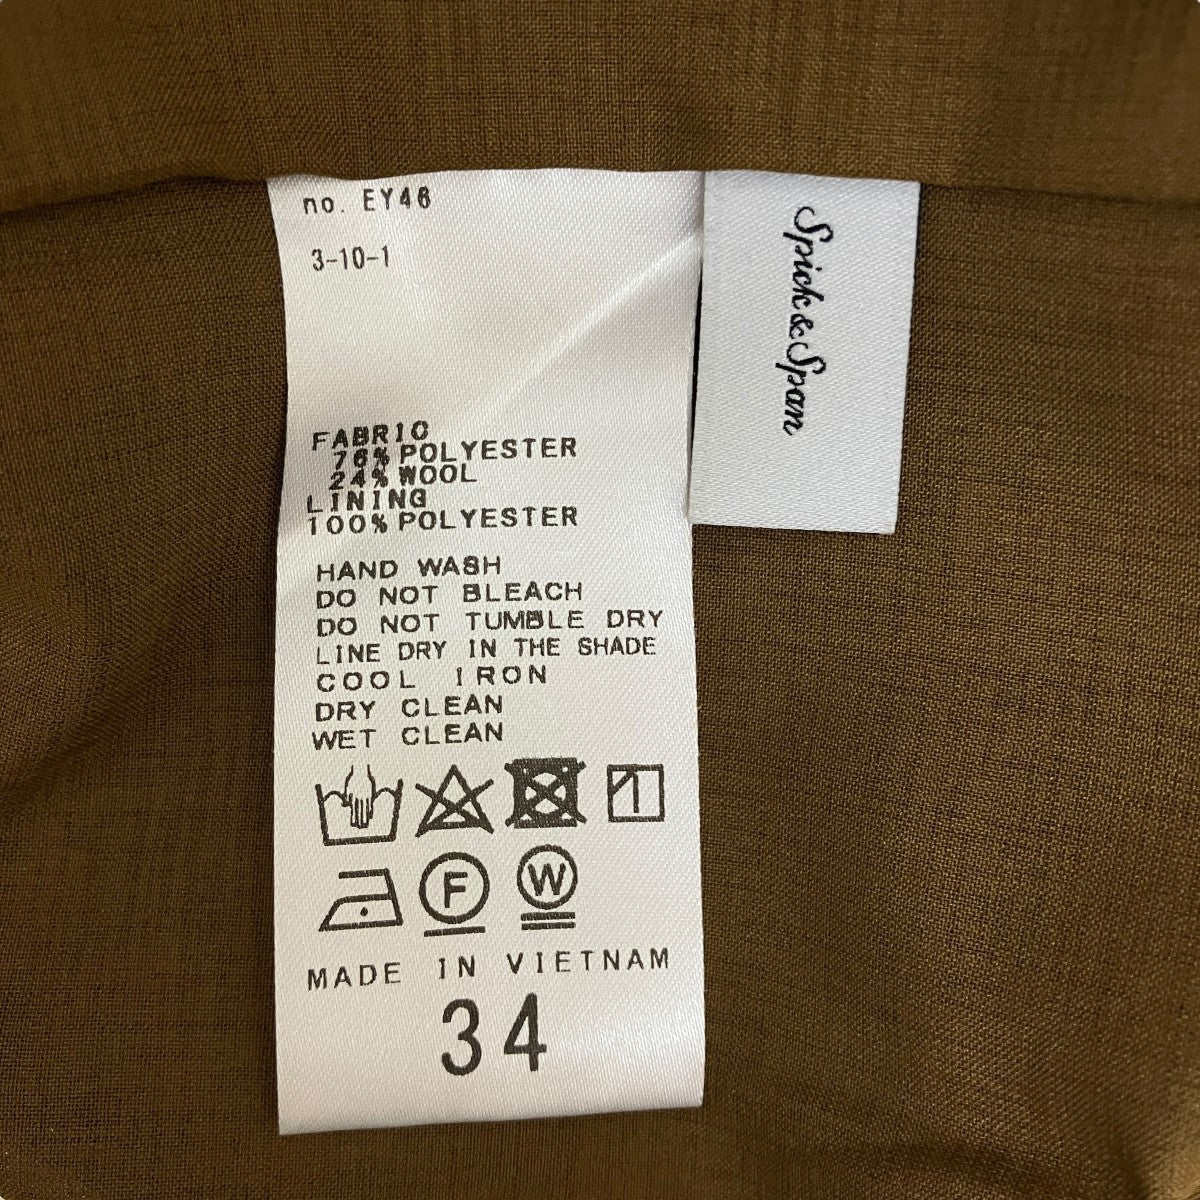 no. EY46
3-10-1
FABRIC
76% POLYESTER
24% WOOL
LINING
100% POLYESTER
HAND WASH
DO NOT BLEACH
DO NOT TUMBLE DRY
LINE DRY IN THE SHADE
COOL IRON
DRY CLEAN
WET CLEAN
F W
MADE IN VIETNAM
34
Spick & Span